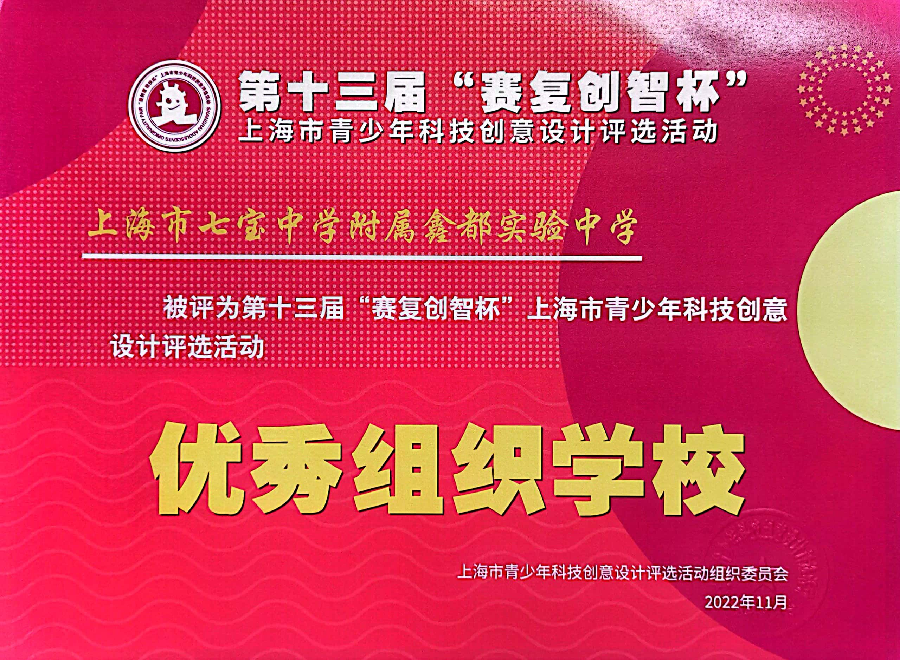 第十三届“赛复创智杯”
上海市青少年科技创意设计评选活动
上海市七宝中学附属鑫都实验中学
被评为第十三届“赛复创智杯”上海市青少年科技创意
设计评选活动
优秀组织学校
上海市青少年科技创意设计评选活动组织委员会
2022年11月